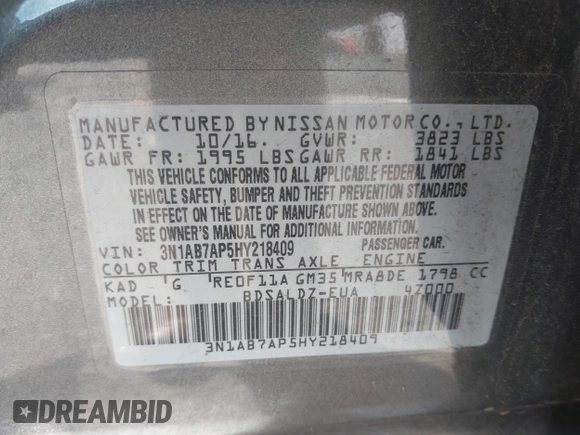 MANUFACTURED BY NISSAN MOTOR CO., LTD.
DATE: 10/16. GVWR: 3823 LBS
GAWR FR: 1995 LBS GAWR RR: 1841 LBS
THIS VEHICLE CONFORMS TO ALL APPLICABLE FEDERAL MOTOR
VEHICLE SAFETY, BUMPER AND THEFT PREVENTION STANDARDS
IN EFFECT ON THE DATE OF MANUFACTURE SHOWN ABOVE.
SEE OWNER'S MANUAL FOR ADDITIONAL INFORMATION.
VIN: 3N1AB7AP5HY218409 PASSENGER CAR.
COLOR TRIM TRANS AXLE ENGINE
KAD G RE0F11A GM35 MRA8DE 1798 CC
MODEL: BDSALDZ-EUA 4Z000
3N1AB7AP5HY218409
DREAMBID